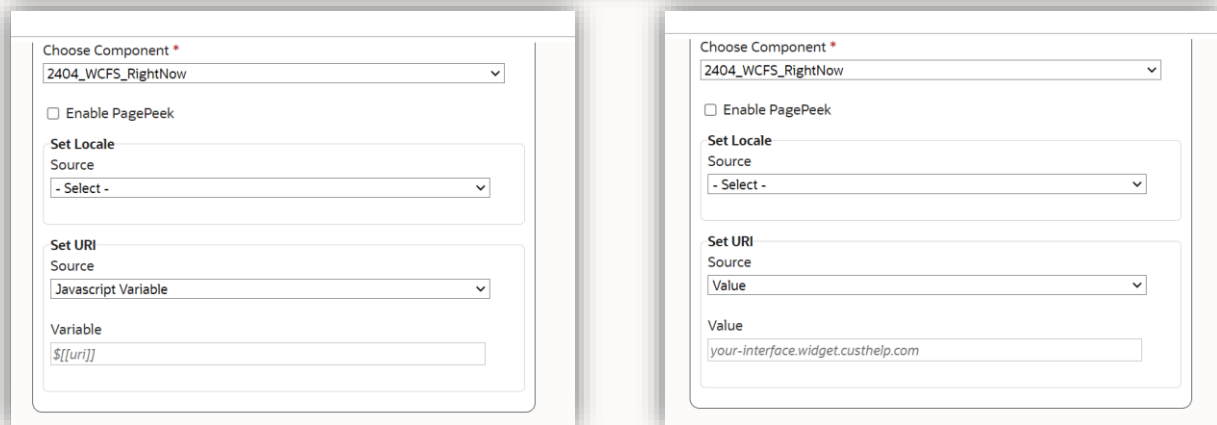 Choose Component *
2404_WCFS_RightNow
Enable PagePeek
Set Locale
Source
- Select -
Set URI
Source
Javascript Variable
Variable
$[[uri]]
Choose Component *
2404_WCFS_RightNow
Enable PagePeek
Set Locale
Source
- Select -
Set URI
Source
Value
Value
your-interface.widget.custhelp.com